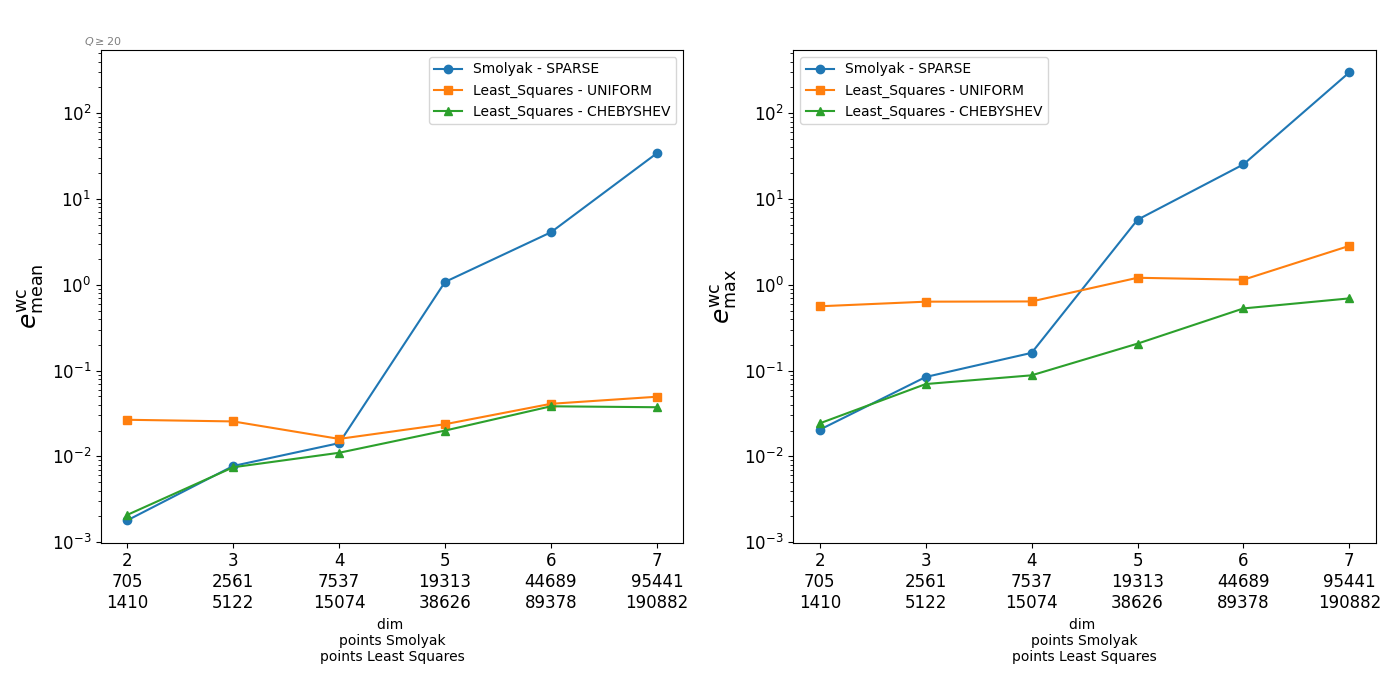 Q ≥ 20
Smolyak - SPARSE
Least_Squares - UNIFORM
Least_Squares - CHEBYSHEV
10²
10¹
10⁰
10⁻¹
10⁻²
10⁻³
e^wc_mean
2 3 4 5 6 7
705 2561 7537 19313 44689 95441
1410 5122 15074 38626 89378 190882
dim
points Smolyak
points Least Squares
Smolyak - SPARSE
Least_Squares - UNIFORM
Least_Squares - CHEBYSHEV
10²
10¹
10⁰
10⁻¹
10⁻²
10⁻³
e^wc_max
2 3 4 5 6 7
705 2561 7537 19313 44689 95441
1410 5122 15074 38626 89378 190882
dim
points Smolyak
points Least Squares